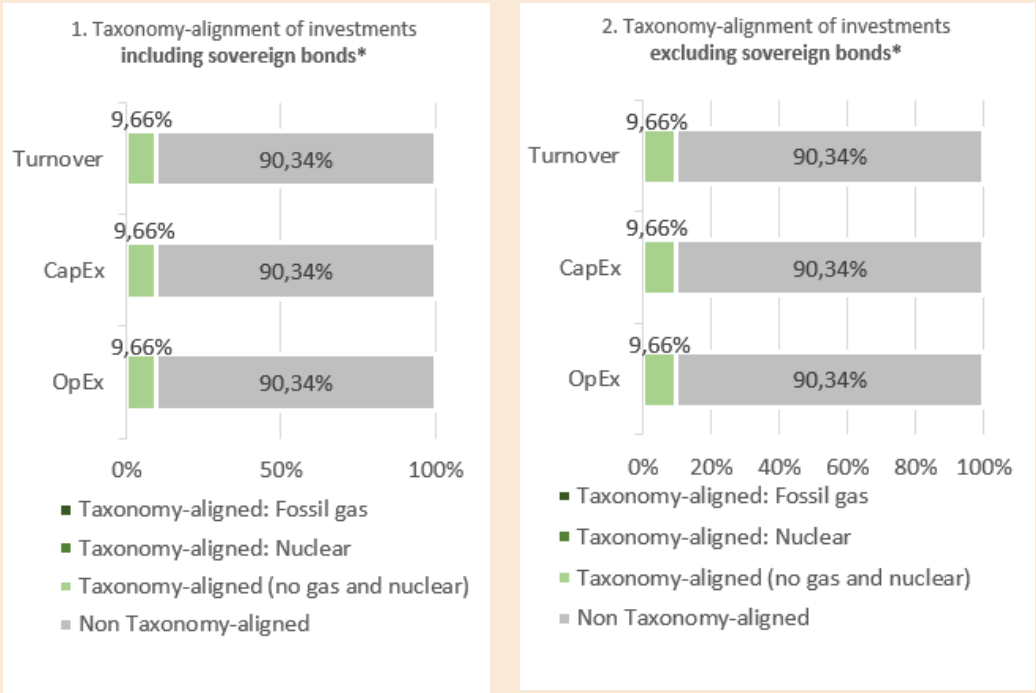 1. Taxonomy-alignment of investments
including sovereign bonds*
9,66%
Turnover
90,34%
9,66%
CapEx
90,34%
9,66%
OpEx
90,34%
0% 50% 100%
Taxonomy-aligned: Fossil gas
Taxonomy-aligned: Nuclear
Taxonomy-aligned (no gas and nuclear)
Non Taxonomy-aligned
2. Taxonomy-alignment of investments
excluding sovereign bonds*
9,66%
Turnover
90,34%
9,66%
CapEx
90,34%
9,66%
OpEx
90,34%
0% 20% 40% 60% 80% 100%
Taxonomy-aligned: Fossil gas
Taxonomy-aligned: Nuclear
Taxonomy-aligned (no gas and nuclear)
Non Taxonomy-aligned